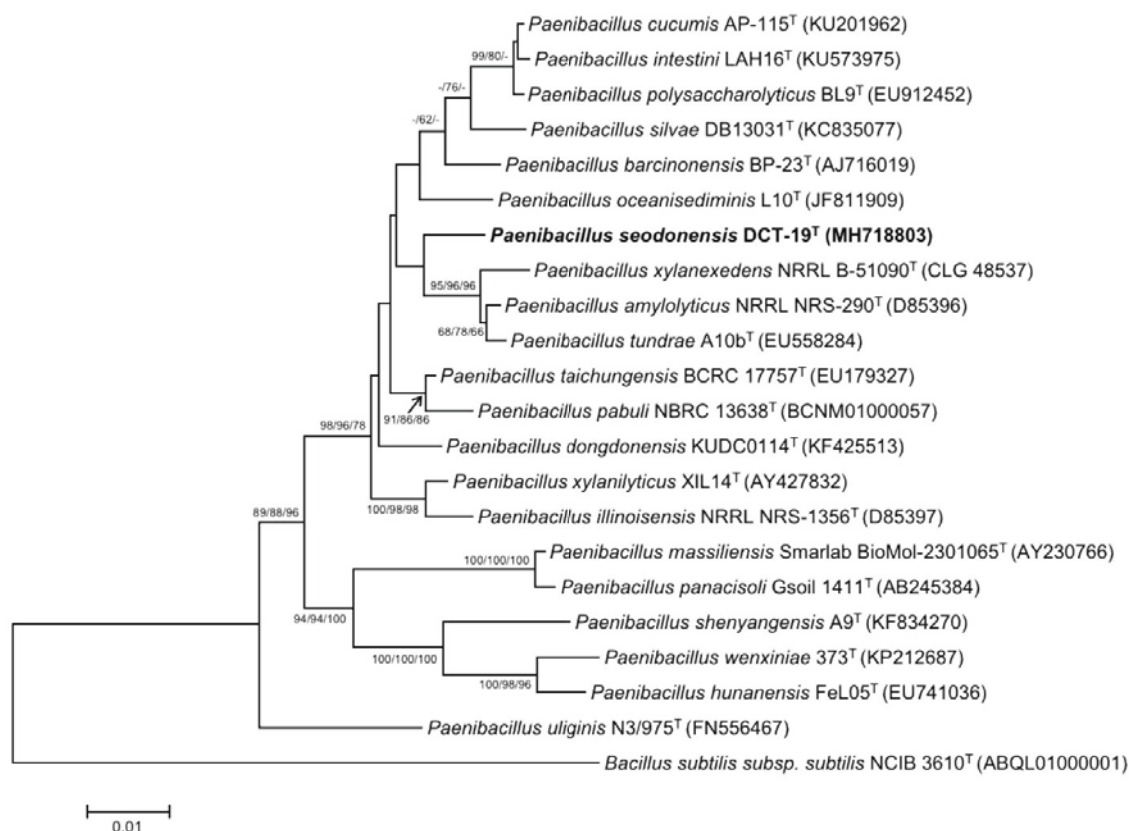 Paenibacillus cucumis AP-115ᵀ (KU201962)
99/80/-
Paenibacillus intestini LAH16ᵀ (KU573975)
-/76/-
Paenibacillus polysaccharolyticus BL9ᵀ (EU912452)
-/62/-
Paenibacillus silvae DB13031ᵀ (KC835077)
Paenibacillus barcinonensis BP-23ᵀ (AJ716019)
Paenibacillus oceanisediminis L10ᵀ (JF811909)
Paenibacillus seodonensis DCT-19ᵀ (MH718803)
Paenibacillus xylanexedens NRRL B-51090ᵀ (CLG 48537)
95/96/96
Paenibacillus amylolyticus NRRL NRS-290ᵀ (D85396)
68/78/66
Paenibacillus tundrae A10bᵀ (EU558284)
Paenibacillus taichungensis BCRC 17757ᵀ (EU179327)
Paenibacillus pabuli NBRC 13638ᵀ (BCNM01000057)
91/86/86
98/96/78
Paenibacillus dongdonensis KUDC0114ᵀ (KF425513)
Paenibacillus xylanilyticus XIL14ᵀ (AY427832)
100/98/98
89/88/96
Paenibacillus illinoisensis NRRL NRS-1356ᵀ (D85397)
Paenibacillus massiliensis Smarlab BioMol-2301065ᵀ (AY230766)
100/100/100
Paenibacillus panacisoli Gsoil 1411ᵀ (AB245384)
94/94/100
Paenibacillus shenyangensis A9ᵀ (KF834270)
100/100/100
Paenibacillus wenxiniae 373ᵀ (KP212687)
100/98/96
Paenibacillus hunanensis FeL05ᵀ (EU741036)
Paenibacillus uliginis N3/975ᵀ (FN556467)
Bacillus subtilis subsp. subtilis NCIB 3610ᵀ (ABQL01000001)
0.01